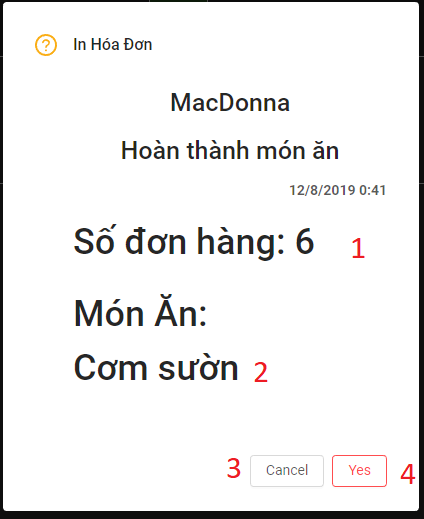 In Hóa Đơn
MacDonna
Hoàn thành món ăn
12/8/2019 0:41
Số đơn hàng: 6 1
Món Ăn:
Cơm sườn 2
3 Cancel Yes 4